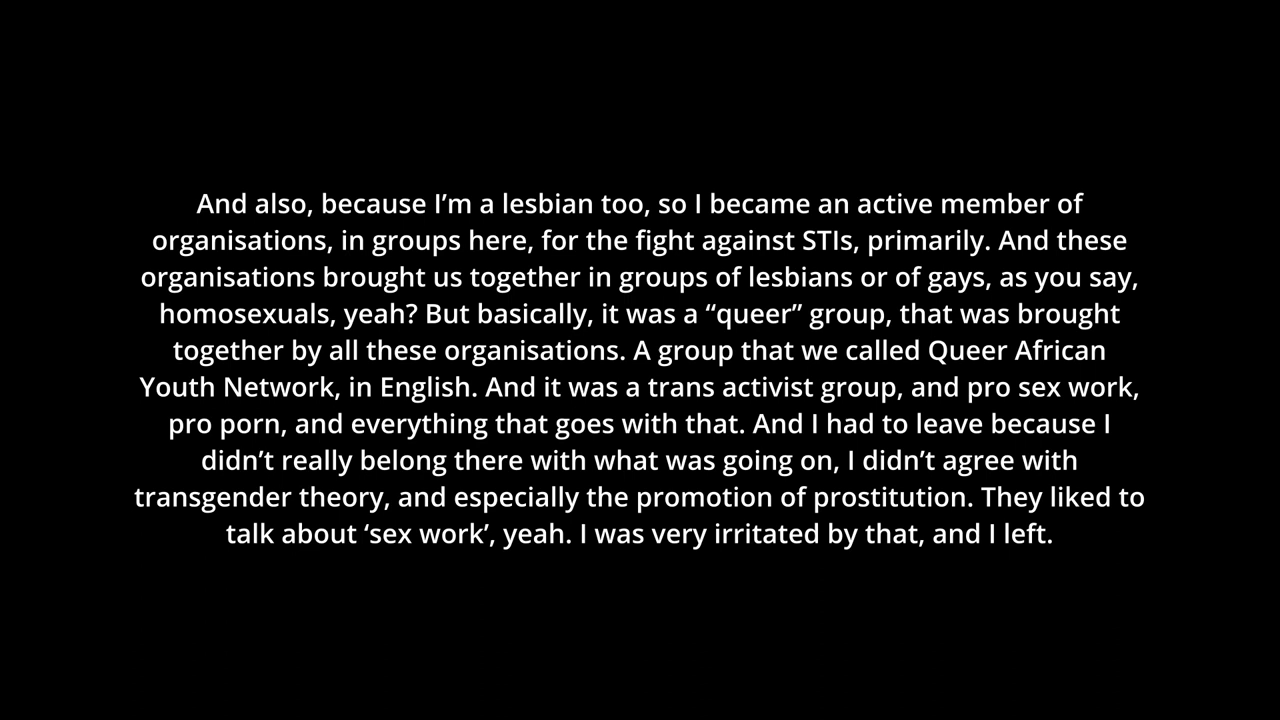 And also, because I’m a lesbian too, so I became an active member of
organisations, in groups here, for the fight against STIs, primarily. And these
organisations brought us together in groups of lesbians or of gays, as you say,
homosexuals, yeah? But basically, it was a “queer” group, that was brought
together by all these organisations. A group that we called Queer African
Youth Network, in English. And it was a trans activist group, and pro sex work,
pro porn, and everything that goes with that. And I had to leave because I
didn’t really belong there with what was going on, I didn’t agree with
transgender theory, and especially the promotion of prostitution. They liked to
talk about ‘sex work’, yeah. I was very irritated by that, and I left.